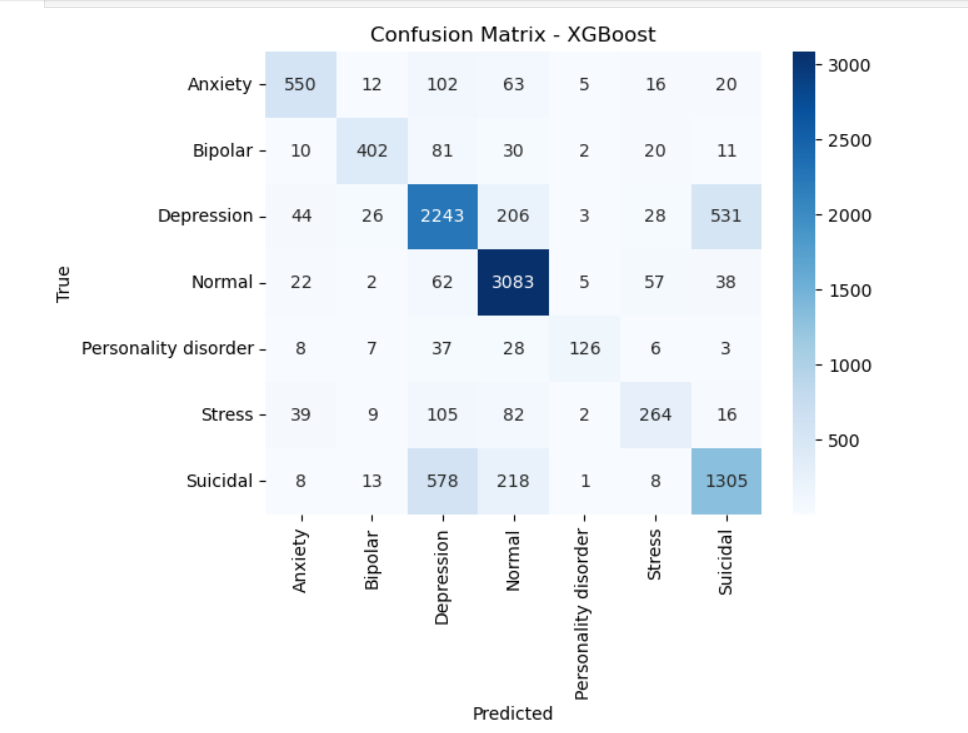 Confusion Matrix - XGBoost
Anxiety 550 12 102 63 5 16 20
Bipolar 10 402 81 30 2 20 11
Depression 44 26 2243 206 3 28 531
Normal 22 2 62 3083 5 57 38
Personality disorder 8 7 37 28 126 6 3
Stress 39 9 105 82 2 264 16
Suicidal 8 13 578 218 1 8 1305
True
Anxiety Bipolar Depression Normal Personality disorder Stress Suicidal
Predicted
3000
2500
2000
1500
1000
500